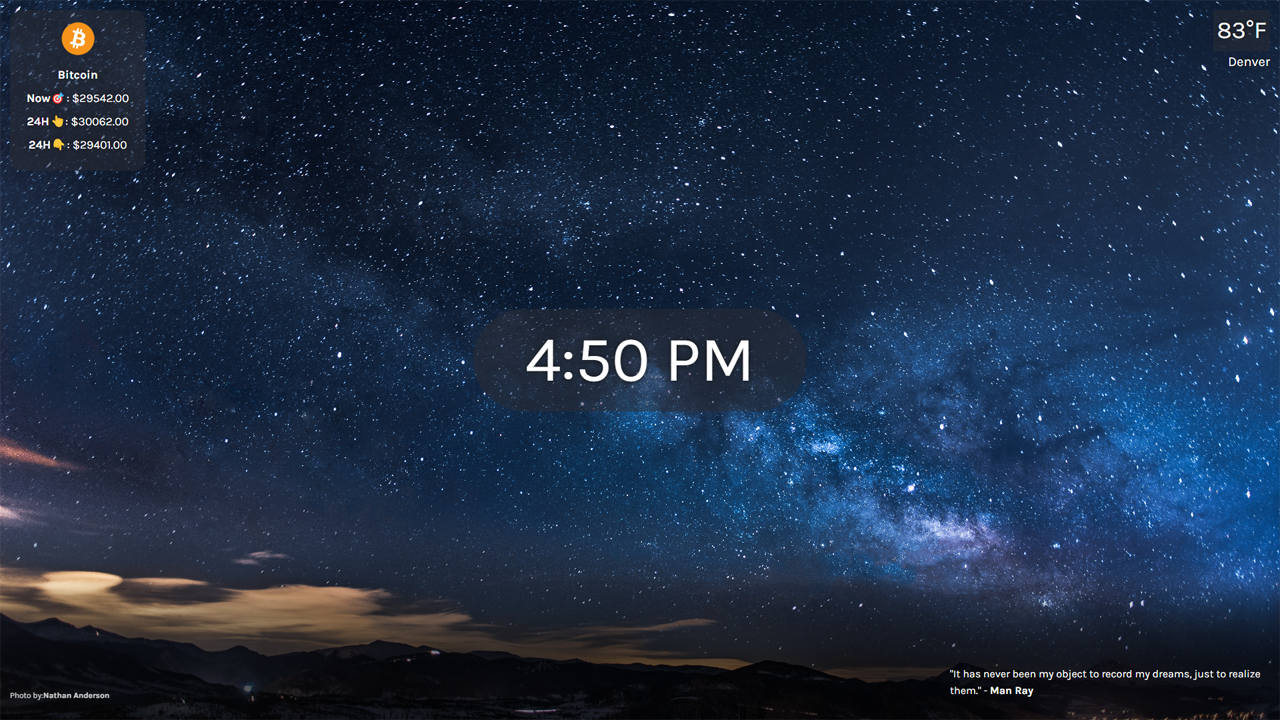 Bitcoin
Now 🎯 : $29542.00
24H 👆 : $30062.00
24H 👇 : $29401.00
83°F
Denver
4:50 PM
"It has never been my object to record my dreams, just to realize
them." - Man Ray
Photo by:Nathan Anderson